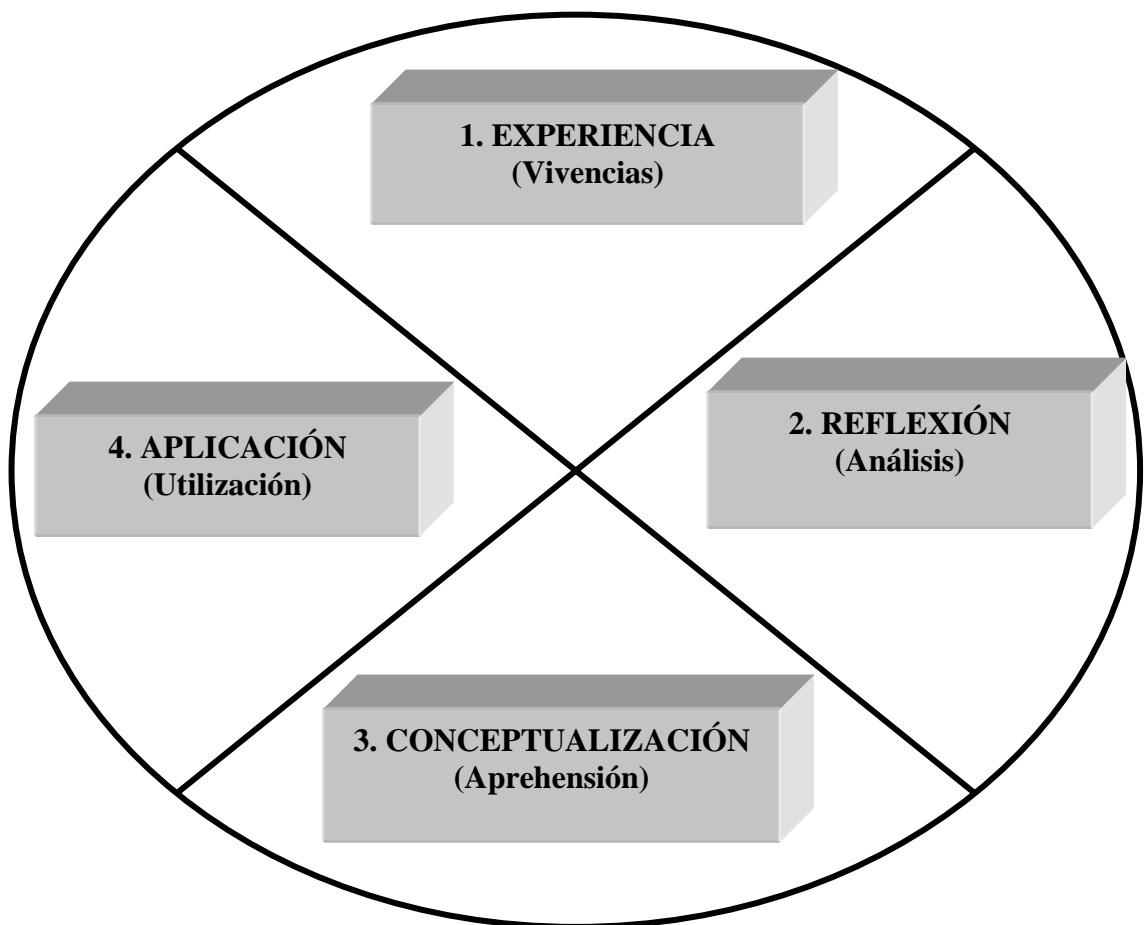 1. EXPERIENCIA
(Vivencias)
2. REFLEXIÓN
(Análisis)
3. CONCEPTUALIZACIÓN
(Aprehensión)
4. APLICACIÓN
(Utilización)